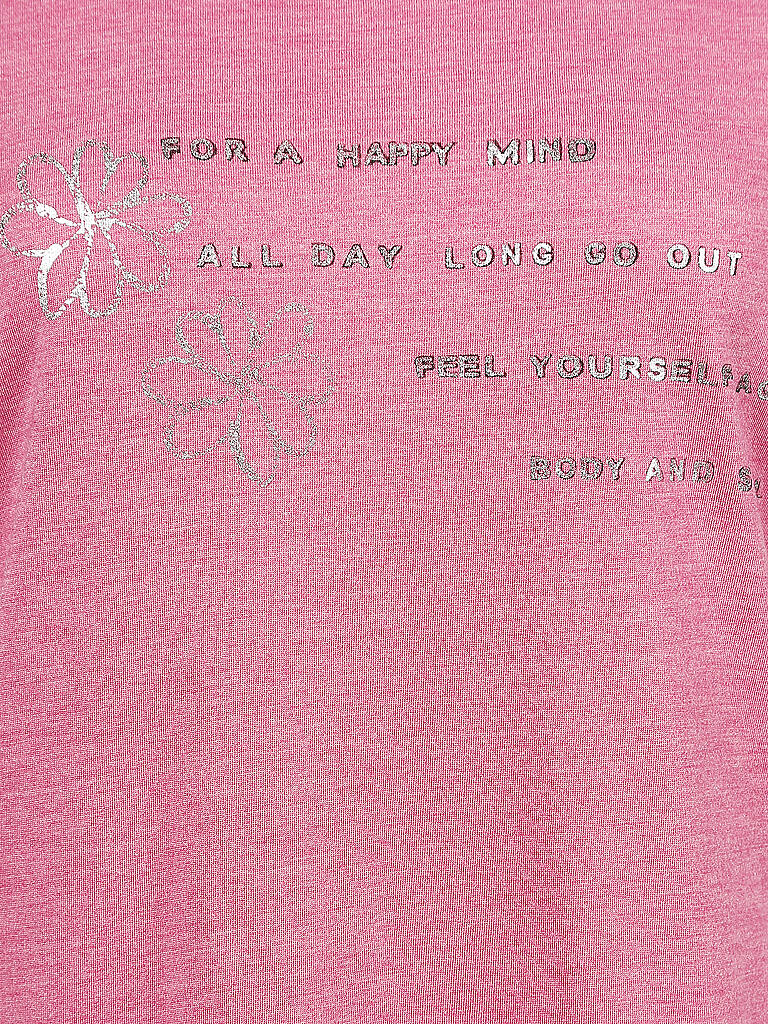 FOR A HAPPY MIND
ALL DAY LONG GO OUT
FEEL YOURSELF
BODY AND